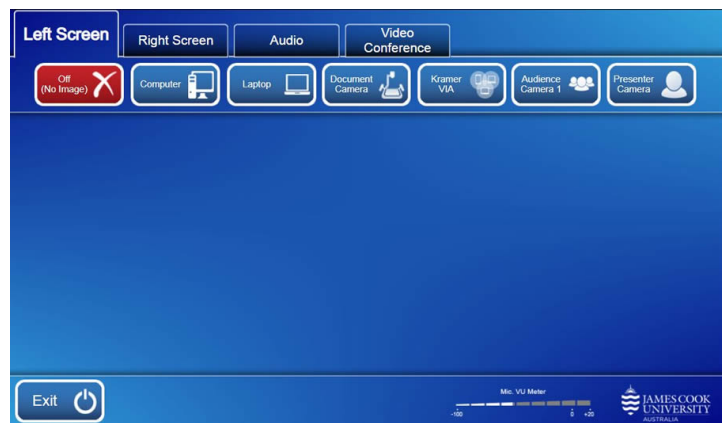 Left Screen
Right Screen
Audio
Video
Conference
Off
(No Image)
Computer
Laptop
Document
Camera
Kramer
VIA
Audience
Camera 1
Presenter
Camera
Exit
Mic. VU Meter
-100
0
+20
JAMES COOK
UNIVERSITY
AUSTRALIA